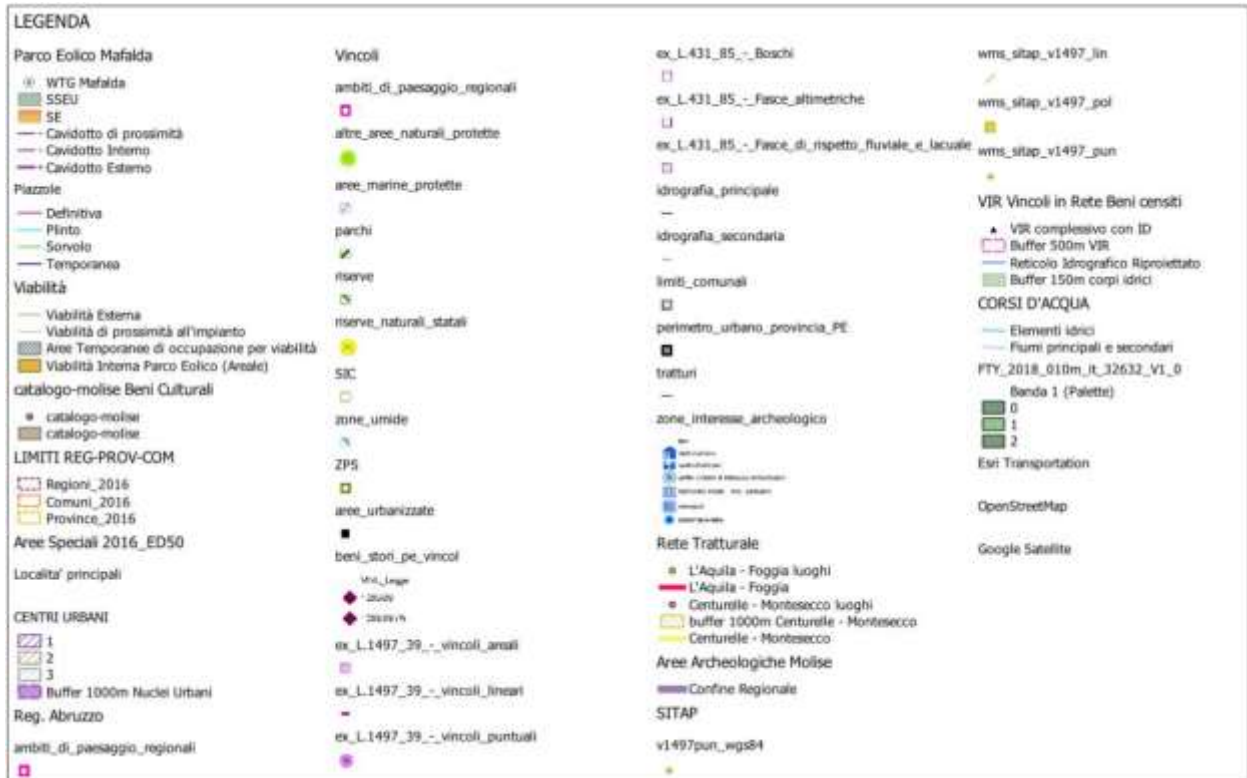 LEGENDA
Parco Eolico Mafalda
WTG Mafalda
SSEU
SE
Cavidotto di prossimità
Cavidotto Interno
Cavidotto Esterno
Piazzole
Definitiva
Plinto
Sorvolo
Temporanea
Viabilità
Viabilità Esterna
Viabilità di prossimità all'impianto
Aree Temporanee di occupazione per viabilità
Viabilità Interna Parco Eolico (Areale)
catalogo-molise Beni Culturali
catalogo-molise
catalogo-molise
LIMITI REG-PROV-COM
Regioni_2016
Comuni_2016
Province_2016
Aree Speciali 2016_ED50
Localita' principali
CENTRI URBANI
1
2
3
Buffer 1000m Nuclei Urbani
Reg. Abruzzo
ambiti_di_paesaggio_regionali
Vincoli
ambiti_di_paesaggio_regionali
altre_aree_naturali_protette
aree_marine_protette
parchi
riserve
riserve_naturali_statali
SIC
zone_umide
ZPS
aree_urbanizzate
beni_stori_pe_vincol
ex_L.1497_39_-_vincoli_areali
ex_L.1497_39_-_vincoli_lineari
ex_L.1497_39_-_vincoli_puntuali
ex_L.431_85_-_Boschi
ex_L.431_85_-_Fasce_altimetriche
ex_L.431_85_-_Fasce_di_rispetto_fluviale_e_lacuale
idrografia_principale
idrografia_secondaria
limiti_comunali
perimetro_urbano_provincia_PE
tratturi
zone_interesse_archeologico
Rete Tratturale
L'Aquila - Foggia luoghi
L'Aquila - Foggia
Centurelle - Montesecco luoghi
buffer 1000m Centurelle - Montesecco
Centurelle - Montesecco
Aree Archeologiche Molise
Confine Regionale
SITAP
v1497pun_wgs84
wms_sitap_v1497_lin
wms_sitap_v1497_pol
wms_sitap_v1497_pun
VIR Vincoli in Rete Beni censiti
VIR complessivo con ID
Buffer 500m VIR
Reticolo Idrografico Riproiettato
Buffer 150m corpi idrici
CORSI D'ACQUA
Elementi idrici
Fiumi principali e secondari
FTY_2018_010m_it_32632_V1_0
Banda 1 (Palette)
0
1
2
Esri Transportation
OpenStreetMap
Google Satellite